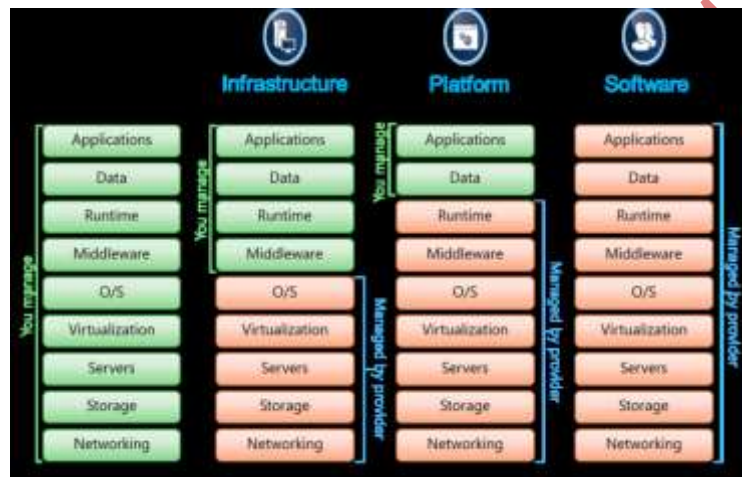 Infrastructure Platform Software
Applications Applications Applications Applications
Data Data Data Data
Runtime Runtime Runtime Runtime
Middleware Middleware Middleware Middleware
O/S O/S O/S O/S
Virtualization Virtualization Virtualization Virtualization
Servers Servers Servers Servers
Storage Storage Storage Storage
Networking Networking Networking Networking
You manage
You manage
Managed by provider
You manage
Managed by provider
Managed by provider